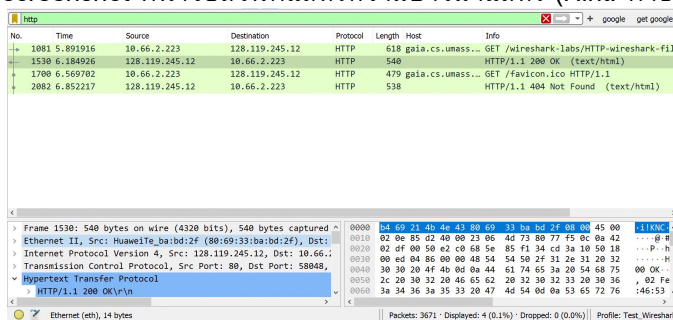 http + google get google
No. Time Source Destination Protocol Length Host Info
1081 5.891916 10.66.2.223 128.119.245.12 HTTP 618 gaia.cs.umass... GET /wireshark-labs/HTTP-wireshark-fil
1530 6.184926 128.119.245.12 10.66.2.223 HTTP 540 HTTP/1.1 200 OK (text/html)
1700 6.569702 10.66.2.223 128.119.245.12 HTTP 479 gaia.cs.umass... GET /favicon.ico HTTP/1.1
2082 6.852217 128.119.245.12 10.66.2.223 HTTP 538 HTTP/1.1 404 Not Found (text/html)
> Frame 1530: 540 bytes on wire (4320 bits), 540 bytes captured
> Ethernet II, Src: HuaweiTe_ba:bd:2f (80:69:33:ba:bd:2f), Dst:
> Internet Protocol Version 4, Src: 128.119.245.12, Dst: 10.66.2
> Transmission Control Protocol, Src Port: 80, Dst Port: 58048,
Hypertext Transfer Protocol
> HTTP/1.1 200 OK\r\n
0000 b4 69 21 4b 4e 43 80 69 33 ba bd 2f 08 00 45 00 ·i!KNC·
0010 02 0e 85 d2 40 00 23 06 4d 73 80 77 f5 0c 0a 42 ····@·#
0020 02 df 00 50 e2 c0 68 5e 85 f1 34 cd 3a 10 50 18 ···P··h
0030 00 ed 04 86 00 00 48 54 54 50 2f 31 2e 31 20 32 ······H
0040 30 30 20 4f 4b 0d 0a 44 61 74 65 3a 20 54 68 75 00 OK··
0050 2c 20 30 32 20 46 65 62 20 32 30 32 33 20 30 36 , 02 Fe
0060 3a 34 36 3a 35 33 20 47 4d 54 0d 0a 53 65 72 76 :46:53
Ethernet (eth), 14 bytes Packets: 3671 · Displayed: 4 (0.1%) · Dropped: 0 (0.0%) Profile: Test_Wireshar